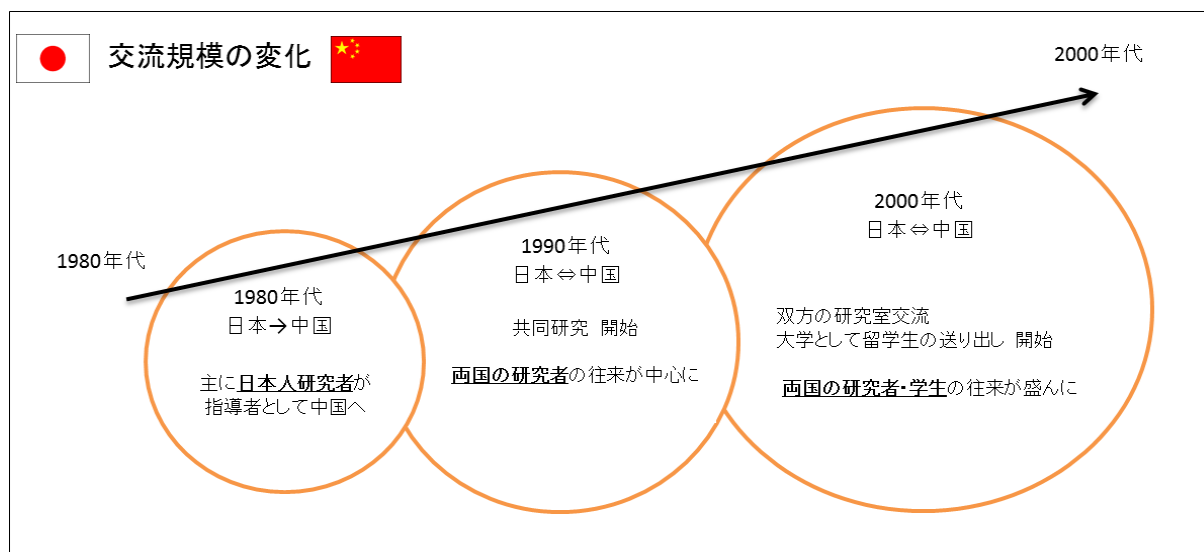 交流規模の変化
2000年代
1980年代
1980年代
日本→中国
主に日本人研究者が
指導者として中国へ
1990年代
日本⇔中国
共同研究 開始
両国の研究者の往来が中心に
2000年代
日本⇔中国
双方の研究室交流
大学として留学生の送り出し 開始
両国の研究者・学生の往来が盛んに